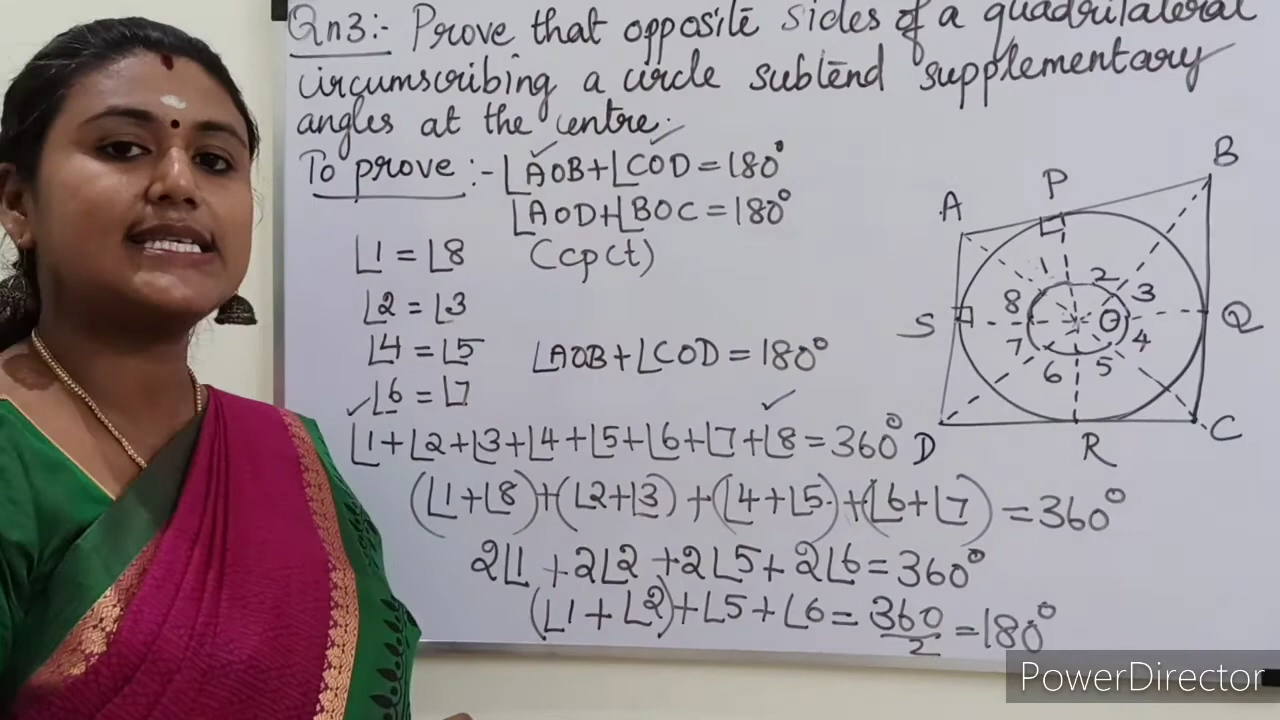 Qn3:- Prove that opposite sides of a quadrilateral
circumscribing a circle subtend supplementary
angles at the centre.
To prove :- ∠AOB+∠COD=180°
∠AOD+∠BOC=180°
∠1=∠8 (cpct)
∠2=∠3
∠4=∠5 ∠AOB+∠COD=180°
∠6=∠7
∠1+∠2+∠3+∠4+∠5+∠6+∠7+∠8=360°
(∠1+∠8)+(∠2+∠3)+(∠4+∠5)+(∠6+∠7)=360°
2∠1+2∠2+2∠5+2∠6=360°
(∠1+∠2)+∠5+∠6=360/2=180°
B
P
A
1 2
8 3
S O Q
7 4
6 5
D R C
PowerDirector